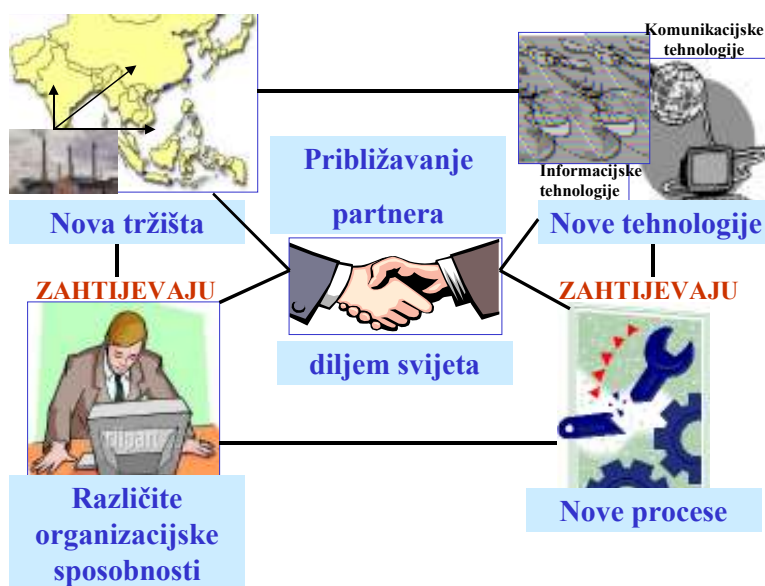 Komunikacijske
tehnologije
Informacijske
tehnologije
Približavanje
partnera
Nova tržišta
Nove tehnologije
ZAHTIJEVAJU
ZAHTIJEVAJU
diljem svijeta
clipart
Različite
organizacijske
sposobnosti
Nove procese